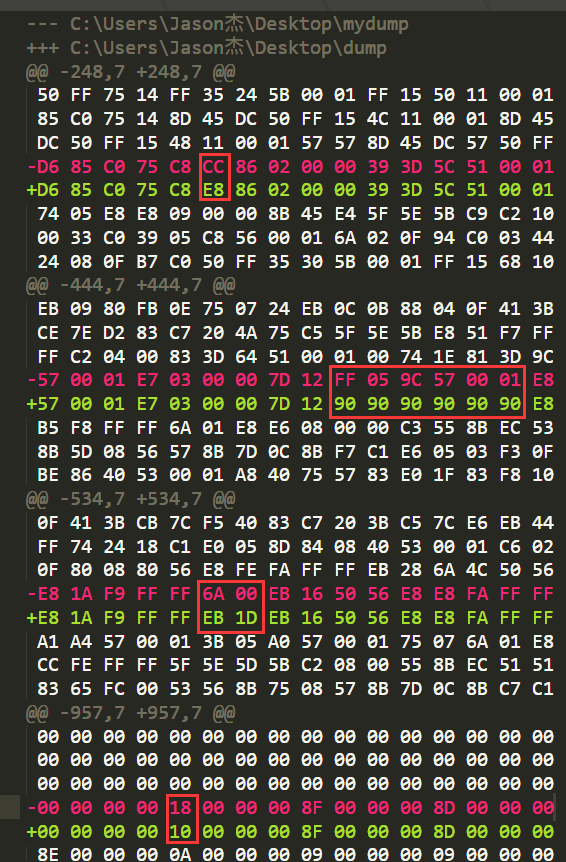 --- C:\Users\Jason杰\Desktop\mydump
+++ C:\Users\Jason杰\Desktop\dump
@@ -248,7 +248,7 @@
50 FF 75 14 FF 35 24 5B 00 01 FF 15 50 11 00 01
85 C0 75 14 8D 45 DC 50 FF 15 4C 11 00 01 8D 45
DC 50 FF 15 48 11 00 01 57 57 8D 45 DC 57 50 FF
-D6 85 C0 75 C8 CC 86 02 00 00 39 3D 5C 51 00 01
+D6 85 C0 75 C8 E8 86 02 00 00 39 3D 5C 51 00 01
74 05 E8 E8 09 00 00 8B 45 E4 5F 5E 5B C9 C2 10
00 33 C0 39 05 C8 56 00 01 6A 02 0F 94 C0 03 44
24 08 0F B7 C0 50 FF 35 30 5B 00 01 FF 15 68 10
@@ -444,7 +444,7 @@
EB 09 80 FB 0E 75 07 24 EB 0C 0B 88 04 0F 41 3B
CE 7E D2 83 C7 20 4A 75 C5 5F 5E 5B E8 51 F7 FF
FF C2 04 00 83 3D 64 51 00 01 00 74 1E 81 3D 9C
-57 00 01 E7 03 00 00 7D 12 FF 05 9C 57 00 01 E8
+57 00 01 E7 03 00 00 7D 12 90 90 90 90 90 90 E8
B5 F8 FF FF 6A 01 E8 E6 08 00 00 C3 55 8B EC 53
8B 5D 08 56 57 8B 7D 0C 8B F7 C1 E6 05 03 F3 0F
BE 86 40 53 00 01 A8 40 75 57 83 E0 1F 83 F8 10
@@ -534,7 +534,7 @@
0F 41 3B CB 7C F5 40 83 C7 20 3B C5 7C E6 EB 44
FF 74 24 18 C1 E0 05 8D 84 08 40 53 00 01 C6 02
0F 80 08 80 56 E8 FE FA FF FF EB 28 6A 4C 50 56
-E8 1A F9 FF FF 6A 00 EB 16 50 56 E8 E8 FA FF FF
+E8 1A F9 FF FF EB 1D EB 16 50 56 E8 E8 FA FF FF
A1 A4 57 00 01 3B 05 A0 57 00 01 75 07 6A 01 E8
CC FE FF FF 5F 5E 5D 5B C2 08 00 55 8B EC 51 51
83 65 FC 00 53 56 8B 75 08 57 8B 7D 0C 8B C7 C1
@@ -957,7 +957,7 @@
00 00 00 00 00 00 00 00 00 00 00 00 00 00 00 00
00 00 00 00 00 00 00 00 00 00 00 00 00 00 00 00
00 00 00 00 00 00 00 00 00 00 00 00 00 00 00 00
-00 00 00 00 18 00 00 00 8F 00 00 00 8D 00 00 00
+00 00 00 00 10 00 00 00 8F 00 00 00 8D 00 00 00
8E 00 00 00 0A 00 00 00 09 00 00 00 09 00 00 00